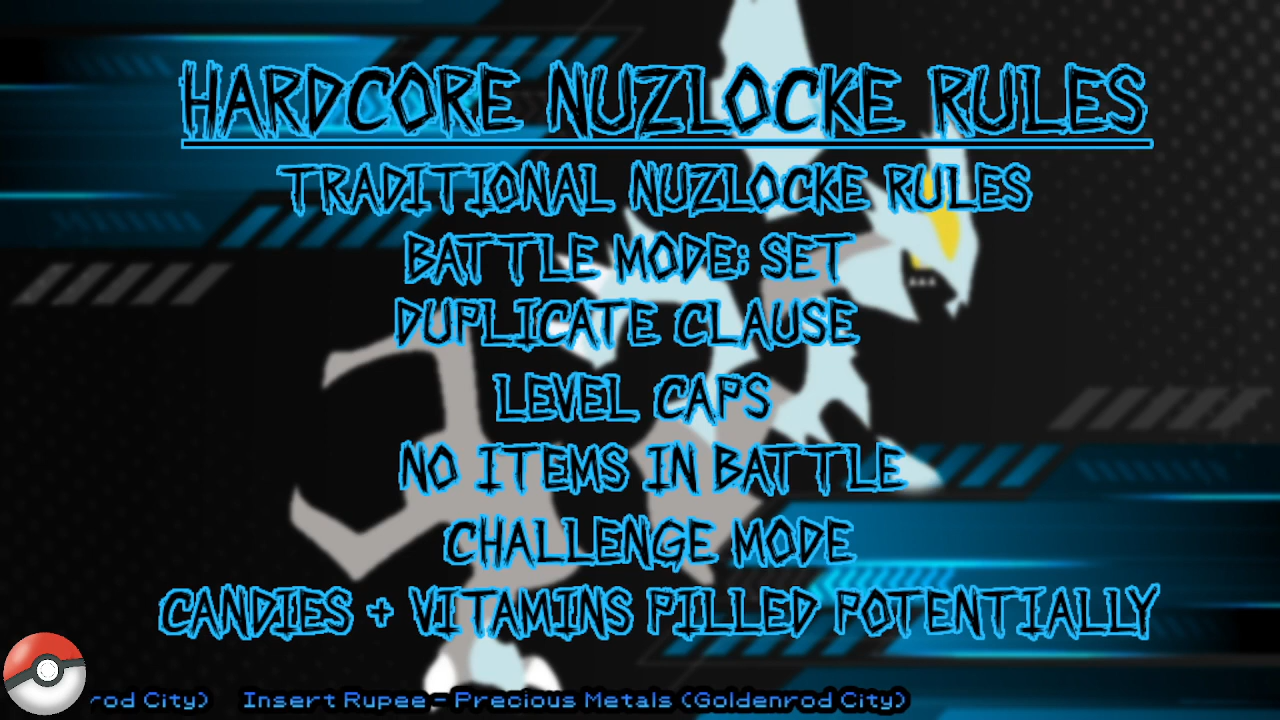 HARDCORE NUZLOCKE RULES
TRADITIONAL NUZLOCKE RULES
BATTLE MODE: SET
DUPLICATE CLAUSE
LEVEL CAPS
NO ITEMS IN BATTLE
CHALLENGE MODE
CANDIES + VITAMINS PILLED POTENTIALLY
rod City) Insert Rupee - Precious Metals (Goldenrod City)